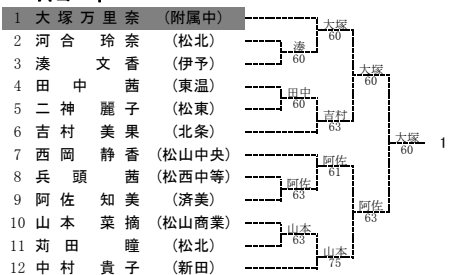 1 大塚万里奈 (附属中)
2 河合 玲奈 (松北)
3 湊 文香 (伊予)
4 田中 茜 (東温)
5 二神 麗子 (松東)
6 吉村 美果 (北条)
7 西岡 静香 (松山中央)
8 兵頭 茜 (松西中等)
9 阿佐 知美 (済美)
10 山本 菜摘 (松山商業)
11 苅田 瞳 (松北)
12 中村 貴子 (新田)
大塚
60
湊
60
大塚
60
田中
60
吉村
63
大塚
60
1
阿佐
61
阿佐
63
阿佐
63
山本
63
山本
75